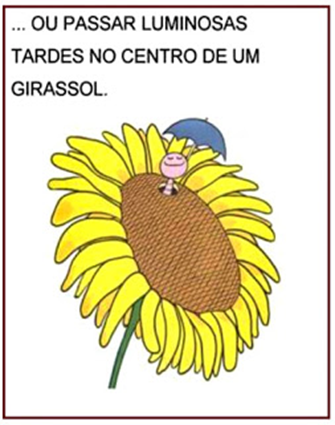 ... OU PASSAR LUMINOSAS
TARDES NO CENTRO DE UM
GIRASSOL.